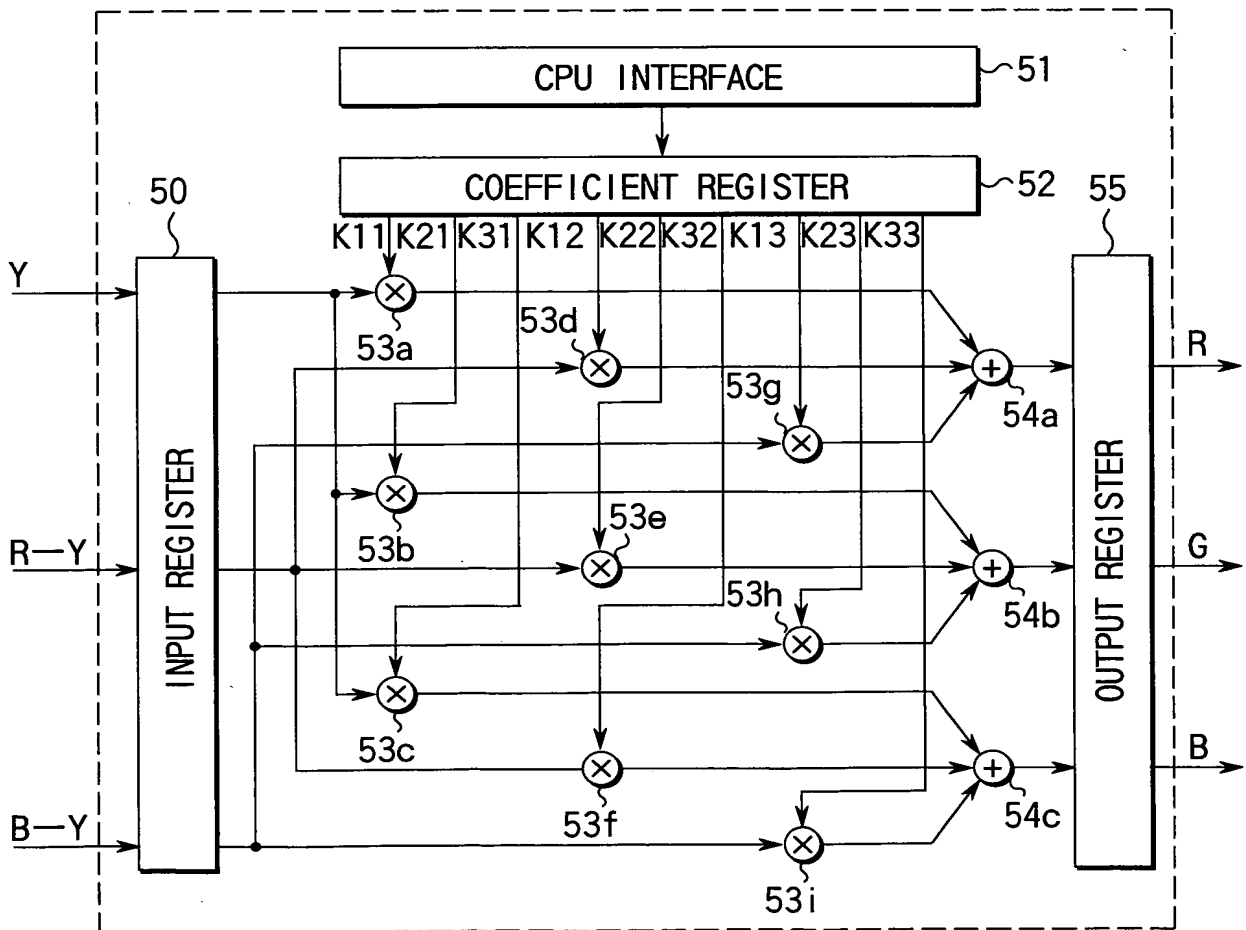 CPU INTERFACE
51
COEFFICIENT REGISTER
52
50
55
K11 K21 K31 K12 K22 K32 K13 K23 K33
Y
53a
53d
53g
54a
R
R—Y
INPUT REGISTER
53b
53e
53h
54b
OUTPUT REGISTER
G
53c
53f
54c
B
B—Y
53i